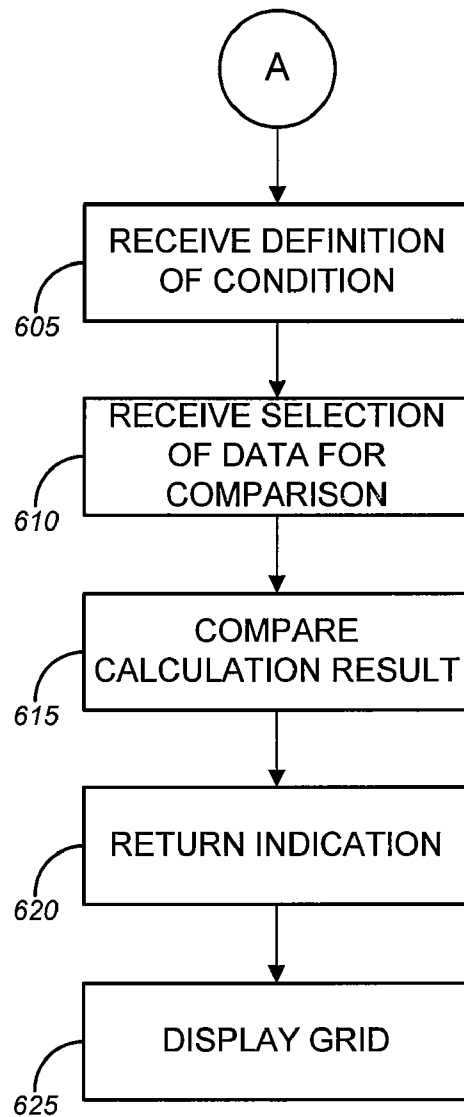 A
RECEIVE DEFINITION
OF CONDITION
605
RECEIVE SELECTION
OF DATA FOR
COMPARISON
610
COMPARE
CALCULATION RESULT
615
RETURN INDICATION
620
DISPLAY GRID
625